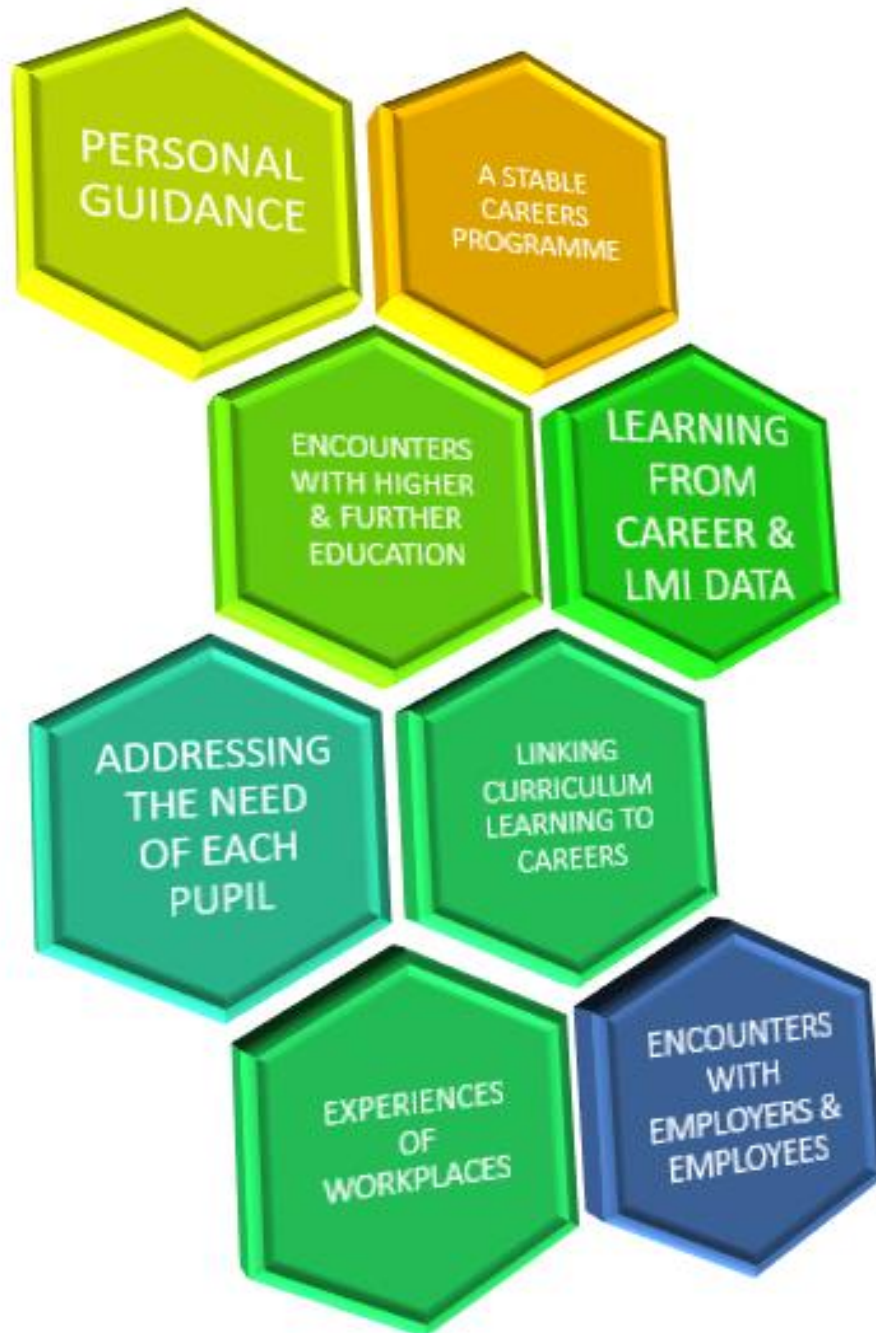 PERSONAL
GUIDANCE
A STABLE
CAREERS
PROGRAMME
ENCOUNTERS
WITH HIGHER
& FURTHER
EDUCATION
LEARNING
FROM
CAREER &
LMI DATA
ADDRESSING
THE NEED
OF EACH
PUPIL
LINKING
CURRICULUM
LEARNING TO
CAREERS
EXPERIENCES
OF
WORKPLACES
ENCOUNTERS
WITH
EMPLOYERS &
EMPLOYEES